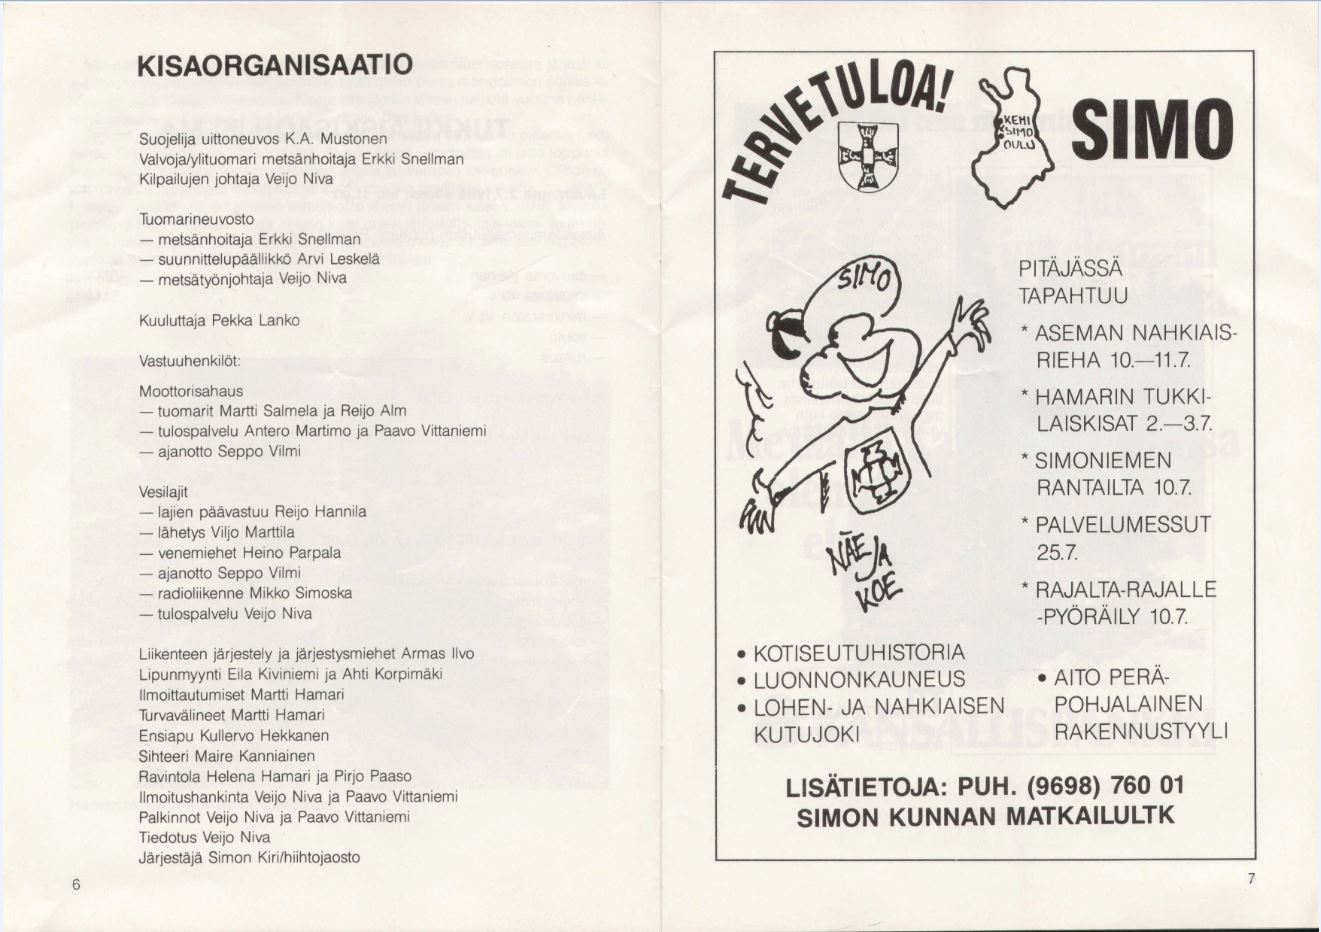 KISAORGANISAATIO
Suojelija uittoneuvos K.A. Mustonen
Valvoja/ylituomari metsänhoitaja Erkki Snellman
Kilpailujen johtaja Veijo Niva
Tuomarineuvosto
— metsänhoitaja Erkki Snellman
— suunnittelupäällikkö Arvi Leskelä
— metsätyönjohtaja Veijo Niva
Kuuluttaja Pekka Lanko
Vastuuhenkilöt:
Moottorisahaus
— tuomarit Martti Salmela ja Reijo Alm
— tulospalvelu Antero Martimo ja Paavo Vittaniemi
— ajanotto Seppo Vilmi
Vesilajit
— lajien päävastuu Reijo Hannila
— lähetys Viljo Marttila
— venemiehet Heino Parpala
— ajanotto Seppo Vilmi
— radioliikenne Mikko Simoska
— tulospalvelu Veijo Niva
Liikenteen järjestely ja järjestysmiehet Armas Ilvo
Lipunmyynti Eila Kiviniemi ja Ahti Korpimäki
Ilmoittautumiset Martti Hamari
Turvavälineet Martti Hamari
Ensiapu Kullervo Hekkanen
Sihteeri Maire Kanniainen
Ravintola Helena Hamari ja Pirjo Paaso
Ilmoitushankinta Veijo Niva ja Paavo Vittaniemi
Palkinnot Veijo Niva ja Paavo Vittaniemi
Tiedotus Veijo Niva
Järjestäjä Simon Kiri/hiihtojaosto
6
TERVETULOA!
KEMI
SIMO
OULU
SIMO
SIMO
PITÄJÄSSÄ
TAPAHTUU
* ASEMAN NAHKIAIS-
RIEHA 10.—11.7.
* HAMARIN TUKKI-
LAISKISAT 2.—3.7.
* SIMONIEMEN
RANTAILTA 10.7.
* PALVELUMESSUT
25.7.
* RAJALTA-RAJALLE
-PYÖRÄILY 10.7.
NÄE JA
KOE
• KOTISEUTUHISTORIA
• LUONNONKAUNEUS
• LOHEN- JA NAHKIAISEN
KUTUJOKI
• AITO PERÄ-
POHJALAINEN
RAKENNUSTYYLI
LISÄTIETOJA: PUH. (9698) 760 01
SIMON KUNNAN MATKAILULTK
7